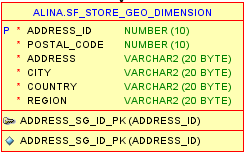 ALINA.SF_STORE_GEO_DIMENSION
P * ADDRESS_ID NUMBER (10)
* POSTAL_CODE NUMBER (10)
* ADDRESS VARCHAR2 (20 BYTE)
* CITY VARCHAR2 (20 BYTE)
* COUNTRY VARCHAR2 (20 BYTE)
* REGION VARCHAR2 (20 BYTE)
ADDRESS_SG_ID_PK (ADDRESS_ID)
ADDRESS_SG_ID_PK (ADDRESS_ID)